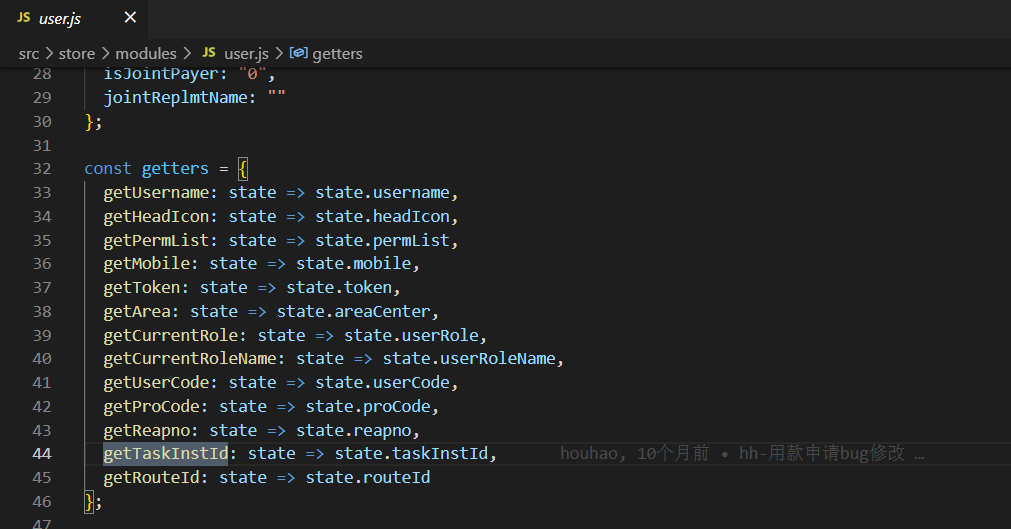 JS user.js ×
src > store > modules > JS user.js > getters
28 isJointPayer: "0",
29 jointReplmtName: ""
30 };
31
32 const getters = {
33 getUsername: state => state.username,
34 getHeadIcon: state => state.headIcon,
35 getPermList: state => state.permList,
36 getMobile: state => state.mobile,
37 getToken: state => state.token,
38 getArea: state => state.areaCenter,
39 getCurrentRole: state => state.userRole,
40 getCurrentRoleName: state => state.userRoleName,
41 getUserCode: state => state.userCode,
42 getProCode: state => state.proCode,
43 getReapno: state => state.reapno,
44 getTaskInstId: state => state.taskInstId, houhao, 10个月前 • hh-用款申请bug修改 …
45 getRouteId: state => state.routeId
46 };
47